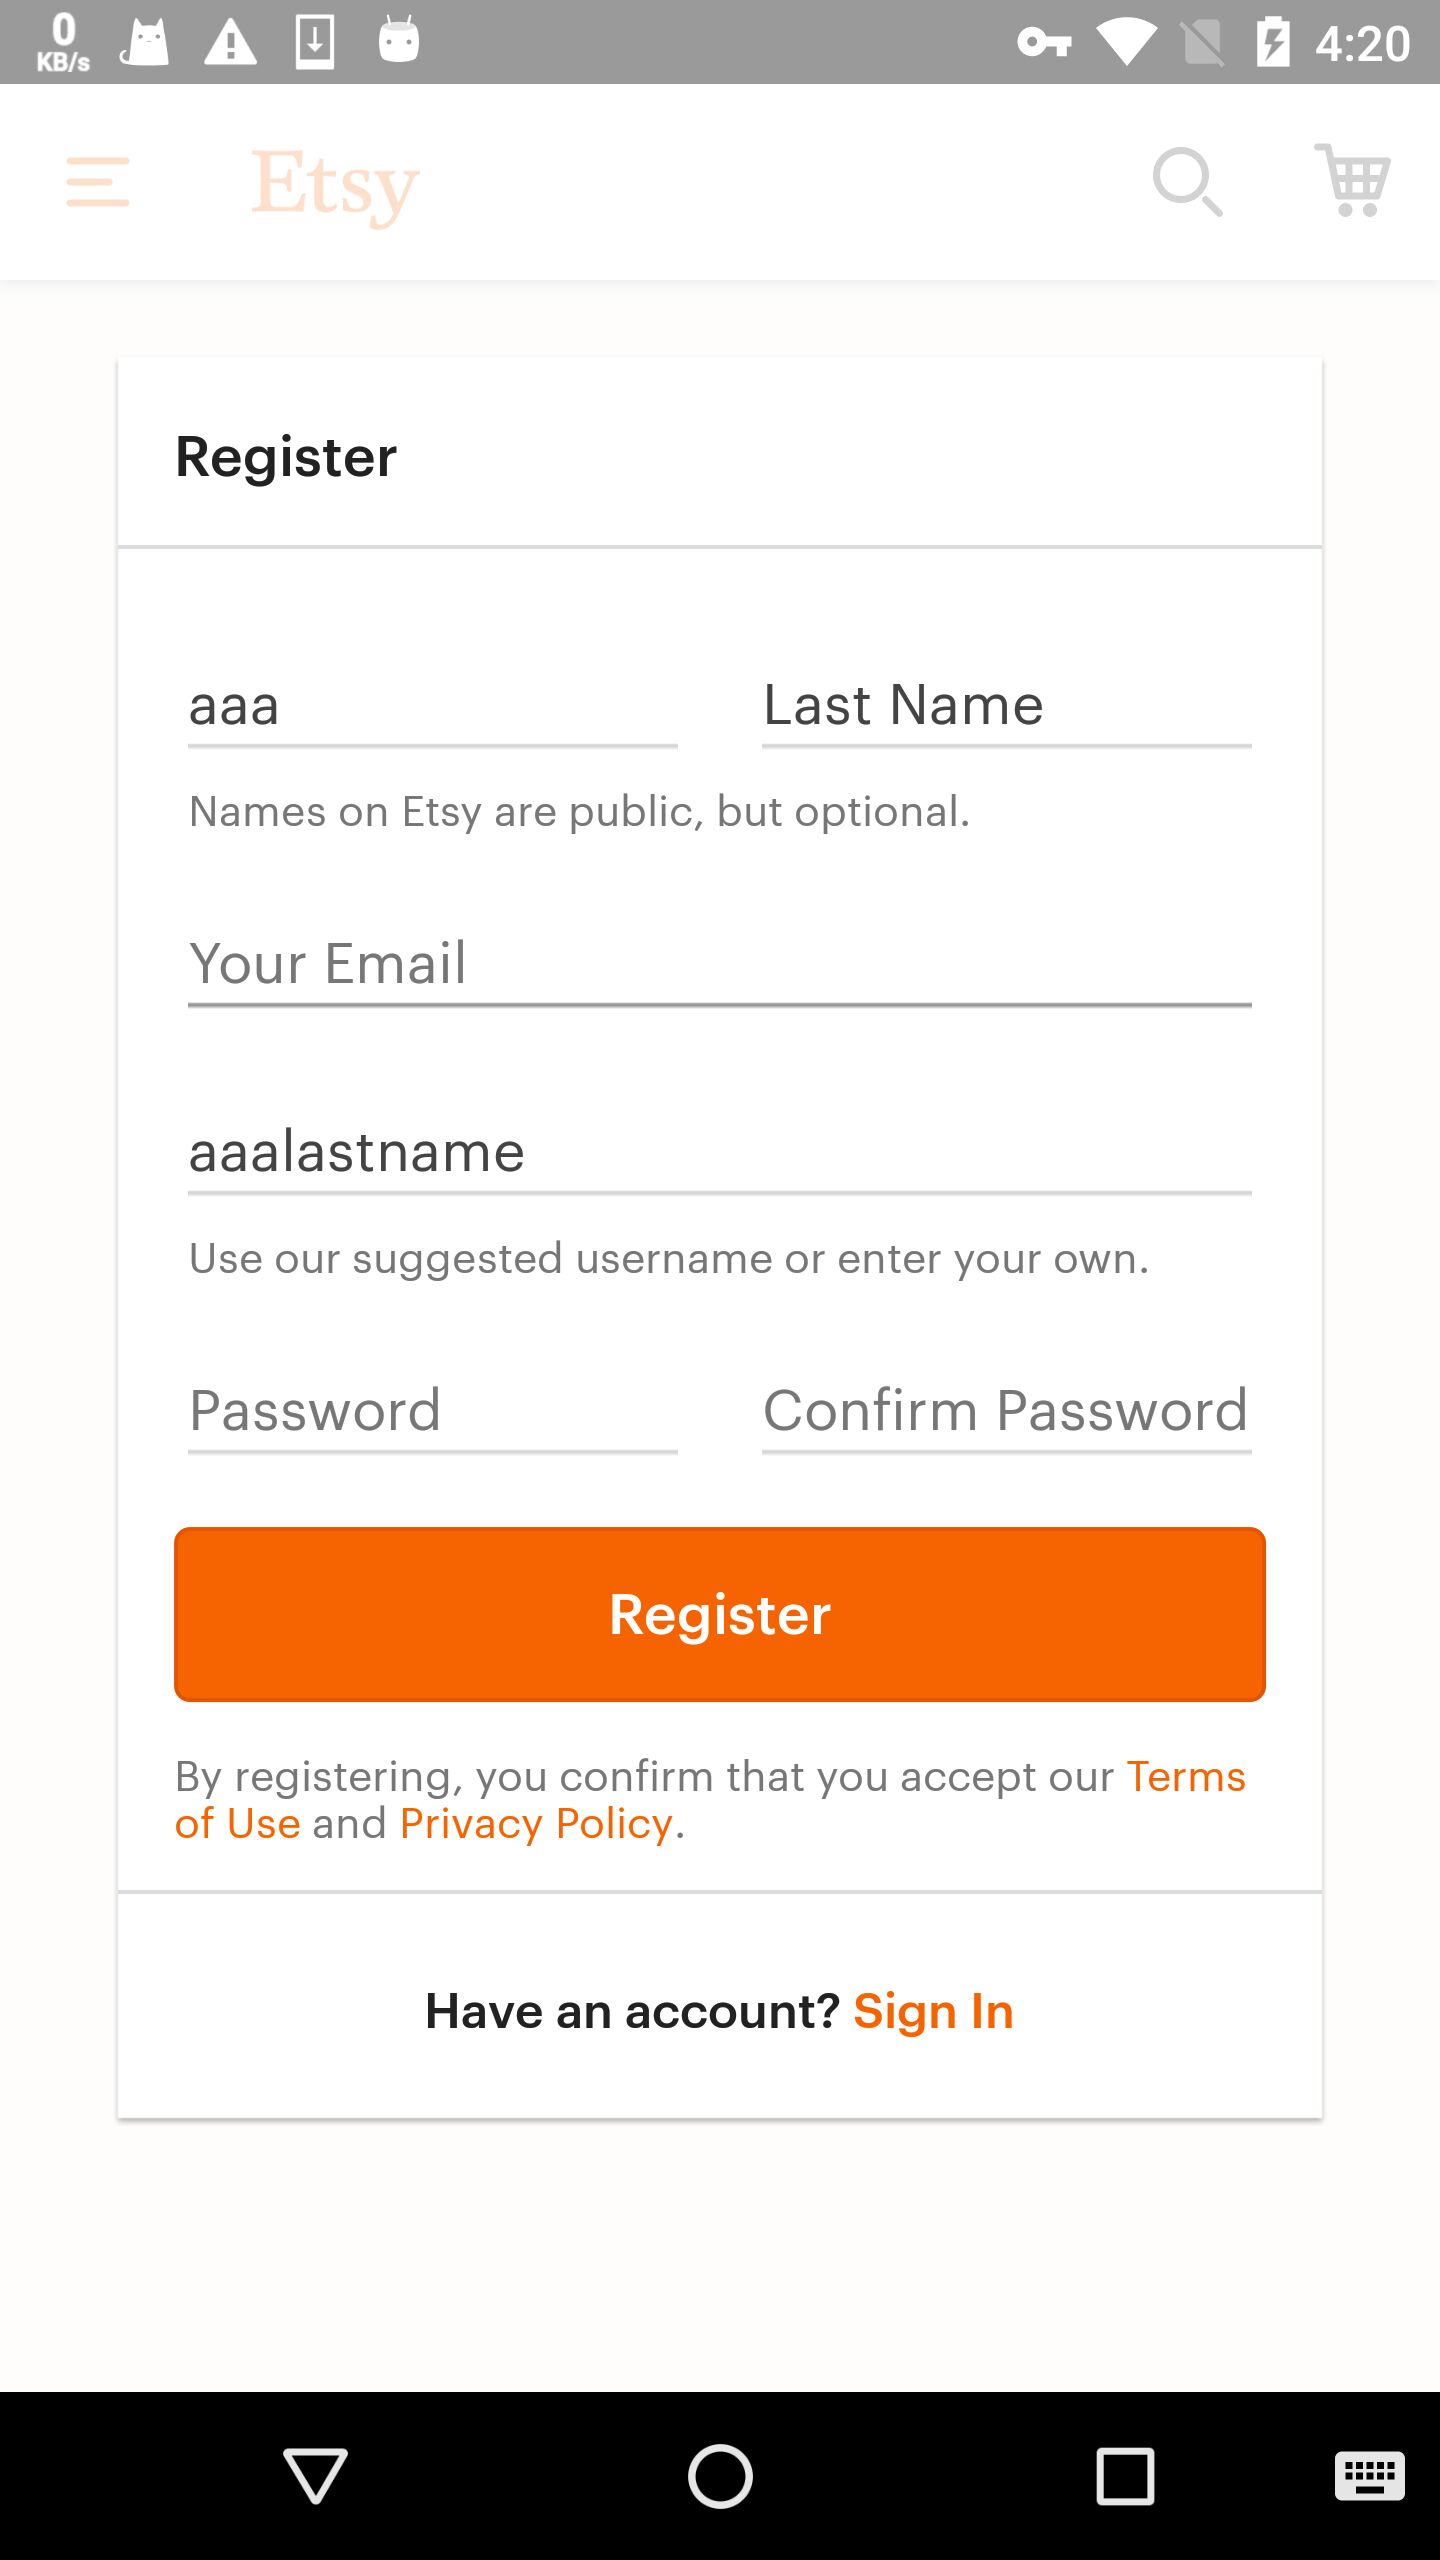 0
KB/s
4:20
Etsy
Register
aaa
Last Name
Names on Etsy are public, but optional.
Your Email
aaalastname
Use our suggested username or enter your own.
Password
Confirm Password
Register
By registering, you confirm that you accept our Terms
of Use and Privacy Policy.
Have an account? Sign In